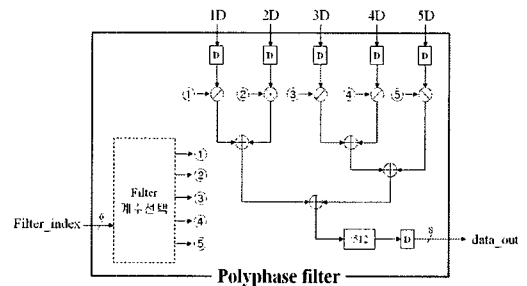 1D 2D 3D 4D 5D
D D D D D
① ② ③ ④ ⑤
①
②
Filter
계수선택
③
④
⑤
Filter_index 6
512 D 8 data_out
Polyphase filter